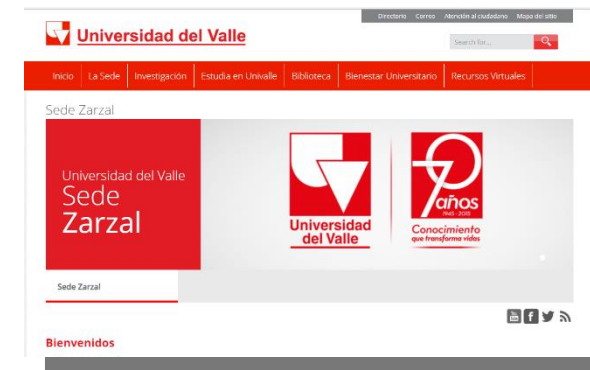 Directorio Correo Atención al ciudadano Mapa del sitio
Universidad del Valle
Search for...
Inicio La Sede Investigación Estudia en Univalle Biblioteca Bienestar Universitario Recursos Virtuales
Sede Zarzal
Universidad del Valle
Sede
Zarzal
Universidad
del Valle
70
años
1945 - 2015
Conocimiento
que transforma vidas
Sede Zarzal
Bienvenidos